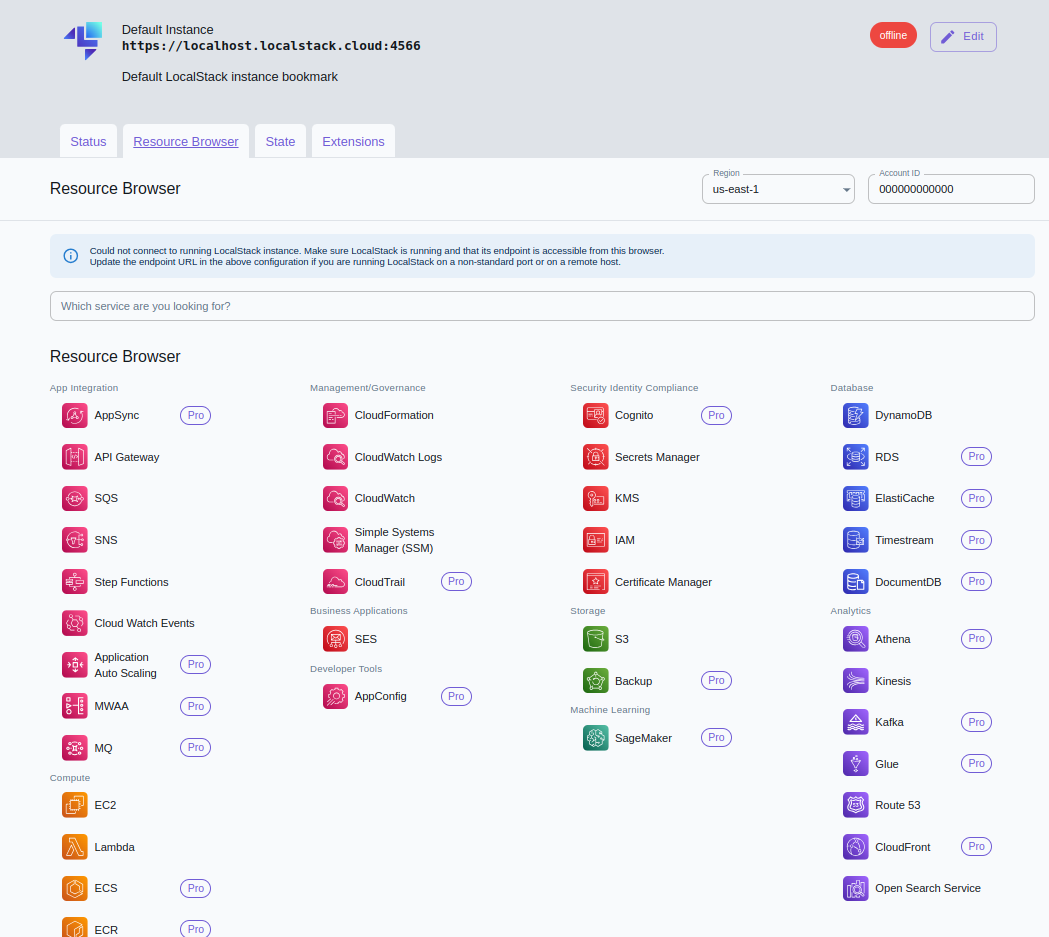 Default Instance
https://localhost.localstack.cloud:4566
Default LocalStack instance bookmark
offline
Edit
Status
Resource Browser
State
Extensions
Resource Browser
Region
us-east-1
Account ID
000000000000
Could not connect to running LocalStack instance. Make sure LocalStack is running and that its endpoint is accessible from this browser.
Update the endpoint URL in the above configuration if you are running LocalStack on a non-standard port or on a remote host.
Which service are you looking for?
Resource Browser
App Integration
AppSync Pro
API Gateway
SQS
SNS
Step Functions
Cloud Watch Events
Application
Auto Scaling Pro
MWAA Pro
MQ Pro
Compute
EC2
Lambda
ECS Pro
ECR Pro
Management/Governance
CloudFormation
CloudWatch Logs
CloudWatch
Simple Systems
Manager (SSM)
CloudTrail Pro
Business Applications
SES
Developer Tools
AppConfig Pro
Security Identity Compliance
Cognito Pro
Secrets Manager
KMS
IAM
Certificate Manager
Storage
S3
Backup Pro
Machine Learning
SageMaker Pro
Database
DynamoDB
RDS Pro
ElastiCache Pro
Timestream Pro
DocumentDB Pro
Analytics
Athena Pro
Kinesis
Kafka Pro
Glue Pro
Route 53
CloudFront Pro
Open Search Service